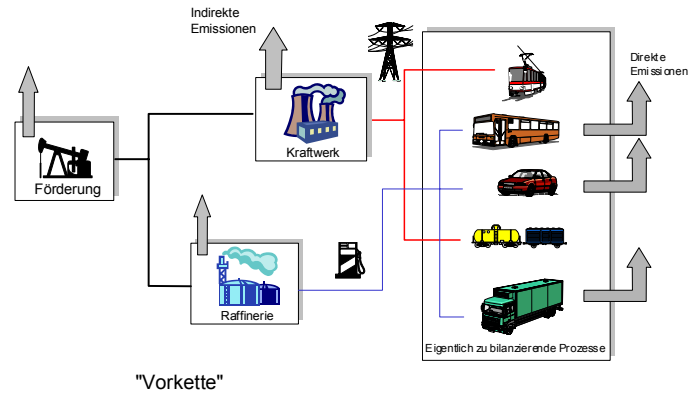 Indirekte
Emissionen
Direkte
Emissionen
Kraftwerk
Förderung
Raffinerie
Eigentlich zu bilanzierende Prozesse
"Vorkette"